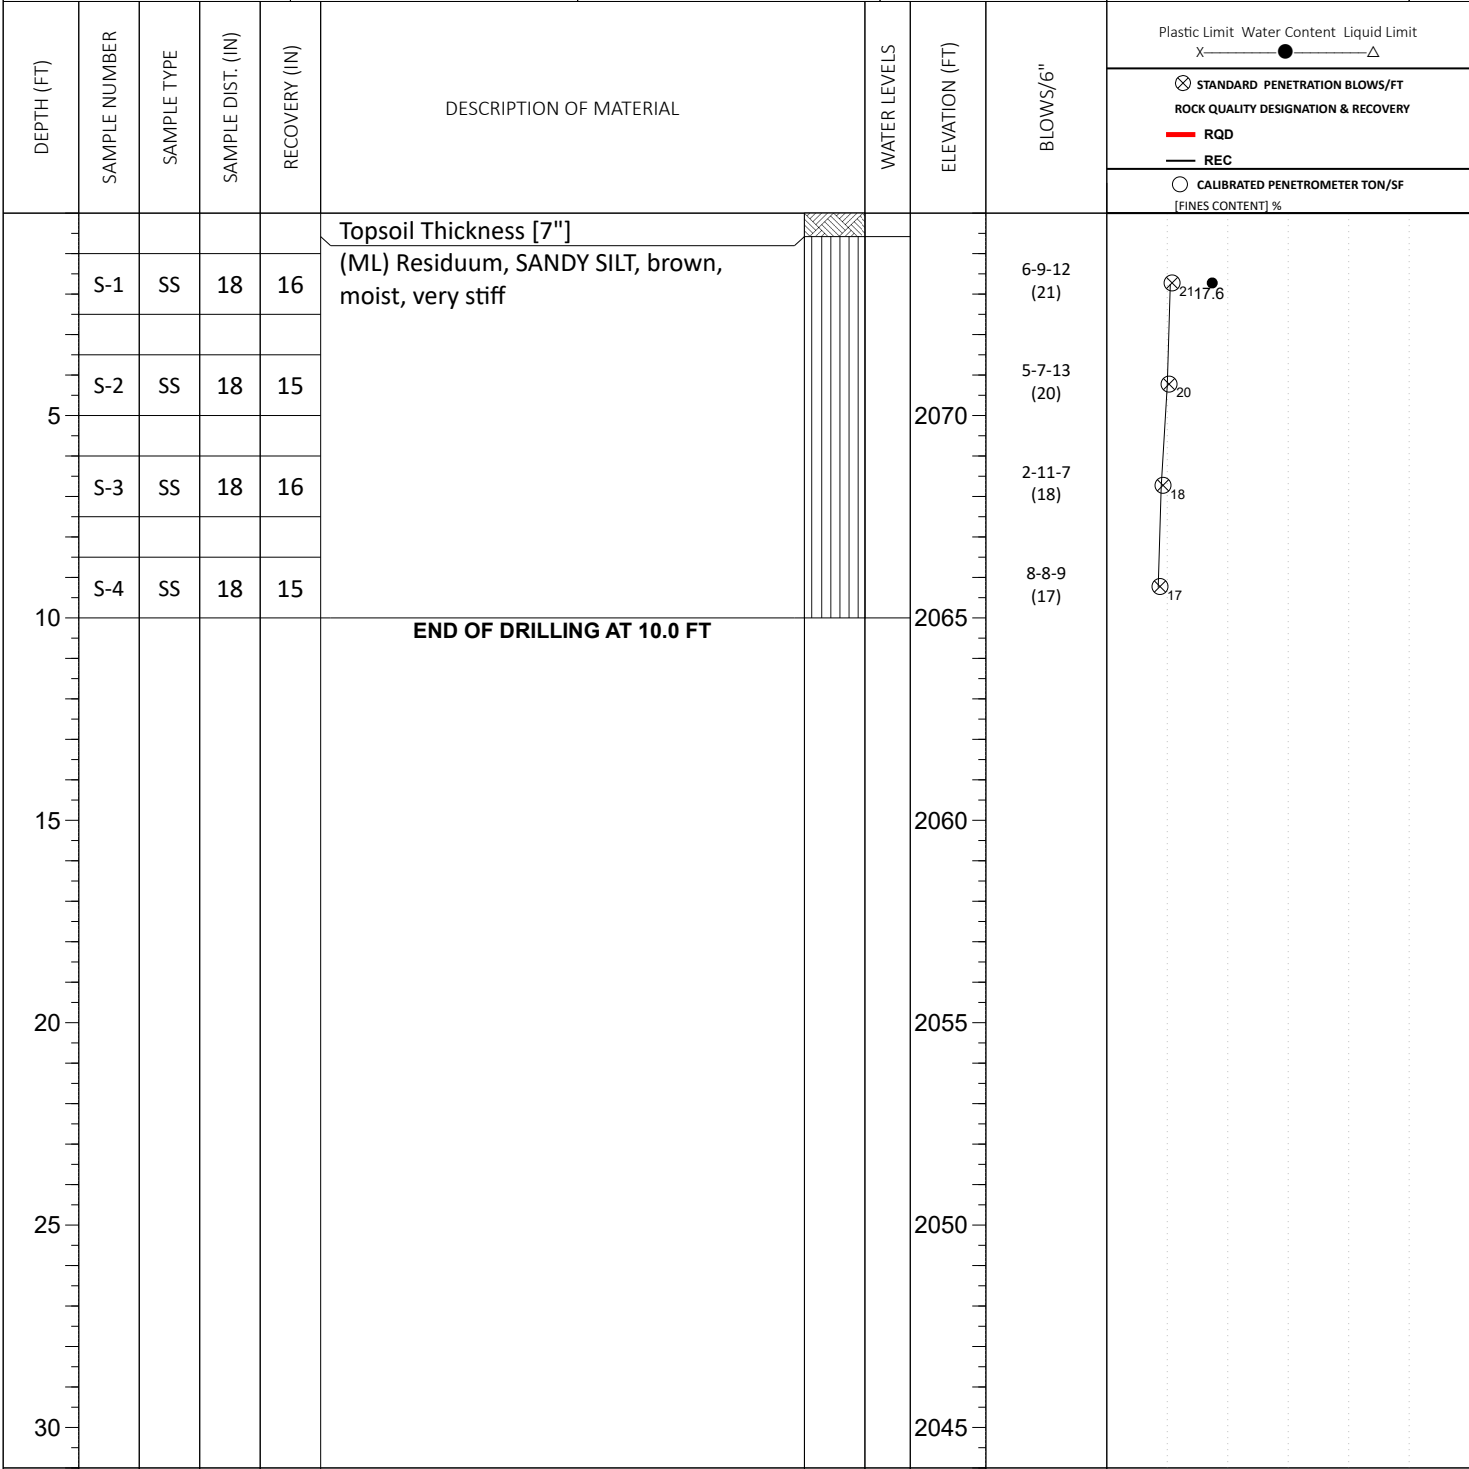 DEPTH (FT)
SAMPLE NUMBER
SAMPLE TYPE
SAMPLE DIST. (IN)
RECOVERY (IN)
DESCRIPTION OF MATERIAL
WATER LEVELS
ELEVATION (FT)
BLOWS/6"
Plastic Limit Water Content Liquid Limit
X
STANDARD PENETRATION BLOWS/FT
ROCK QUALITY DESIGNATION & RECOVERY
RQD
REC
CALIBRATED PENETROMETER TON/SF
[FINES CONTENT] %
Topsoil Thickness [7"]
(ML) Residuum, SANDY SILT, brown,
moist, very stiff
S-1 SS 18 16
6-9-12
(21)
21 17.6
S-2 SS 18 15
5-7-13
(20)
20
5
2070
S-3 SS 18 16
2-11-7
(18)
18
S-4 SS 18 15
8-8-9
(17)
17
10
2065
END OF DRILLING AT 10.0 FT
15
2060
20
2055
25
2050
30
2045